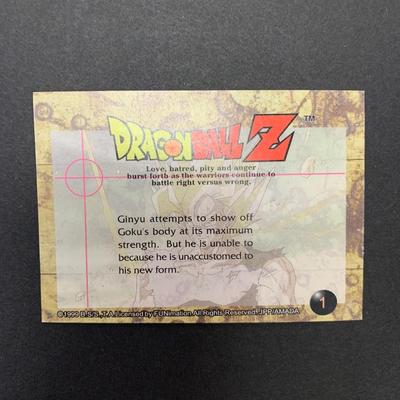 DRAGON BALL Z ™
Love, hatred, pity and anger
burst forth as the warriors continue to
battle right versus wrong.
Ginyu attempts to show off
Goku's body at its maximum
strength. But he is unable to
because he is unaccustomed to
his new form.
©1999 B.S/S.,T.A.Licensed by FUNimation.All Rights Reserved. JPP/AMADA
1